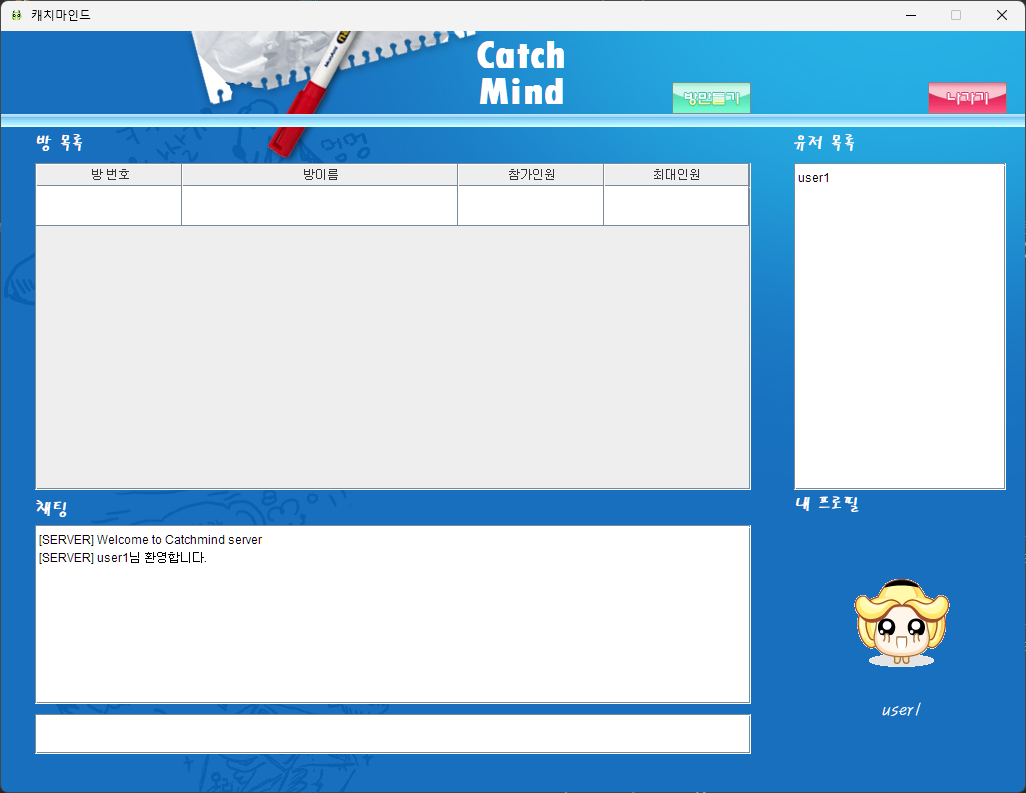 캐치마인드
Catch
Mind
방만들기
나가기
방 목록
유저 목록
방 번호 방이름 참가인원 최대인원
user1
채팅
내 프로필
[SERVER] Welcome to Catchmind server
[SERVER] user1님 환영합니다.
user1
멍멍